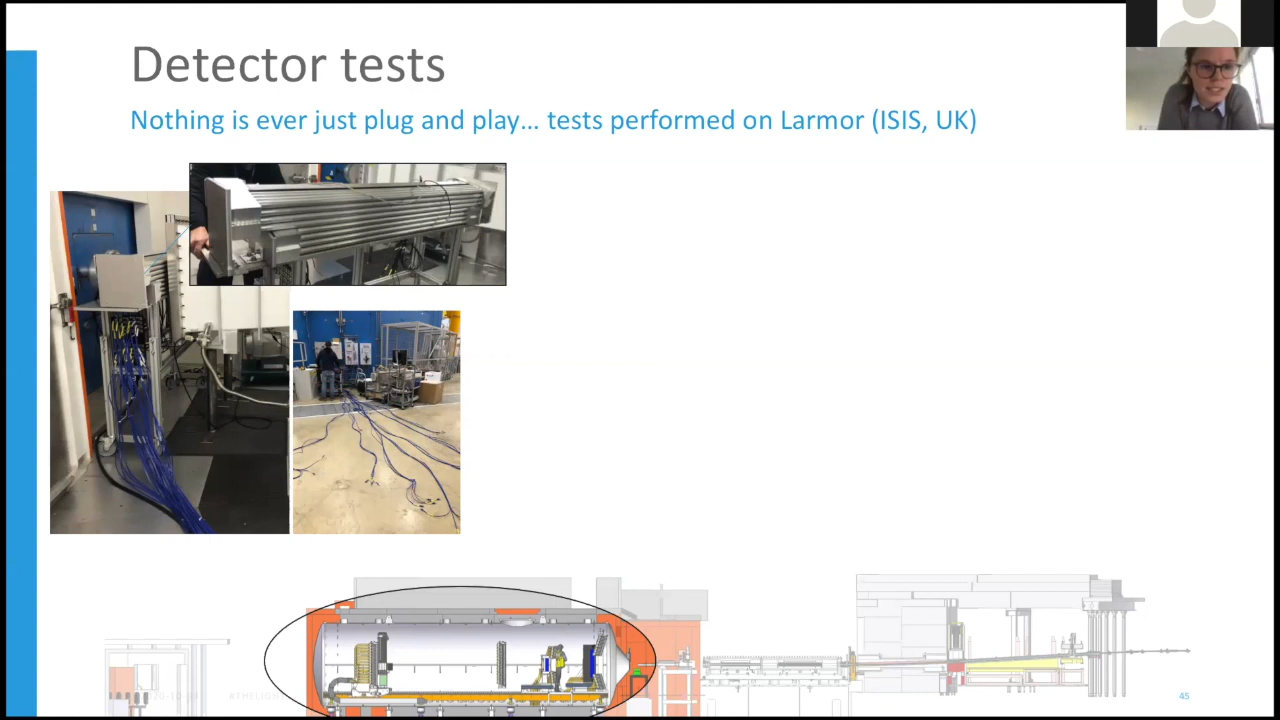 Detector tests
Nothing is ever just plug and play... tests performed on Larmor (ISIS, UK)
45